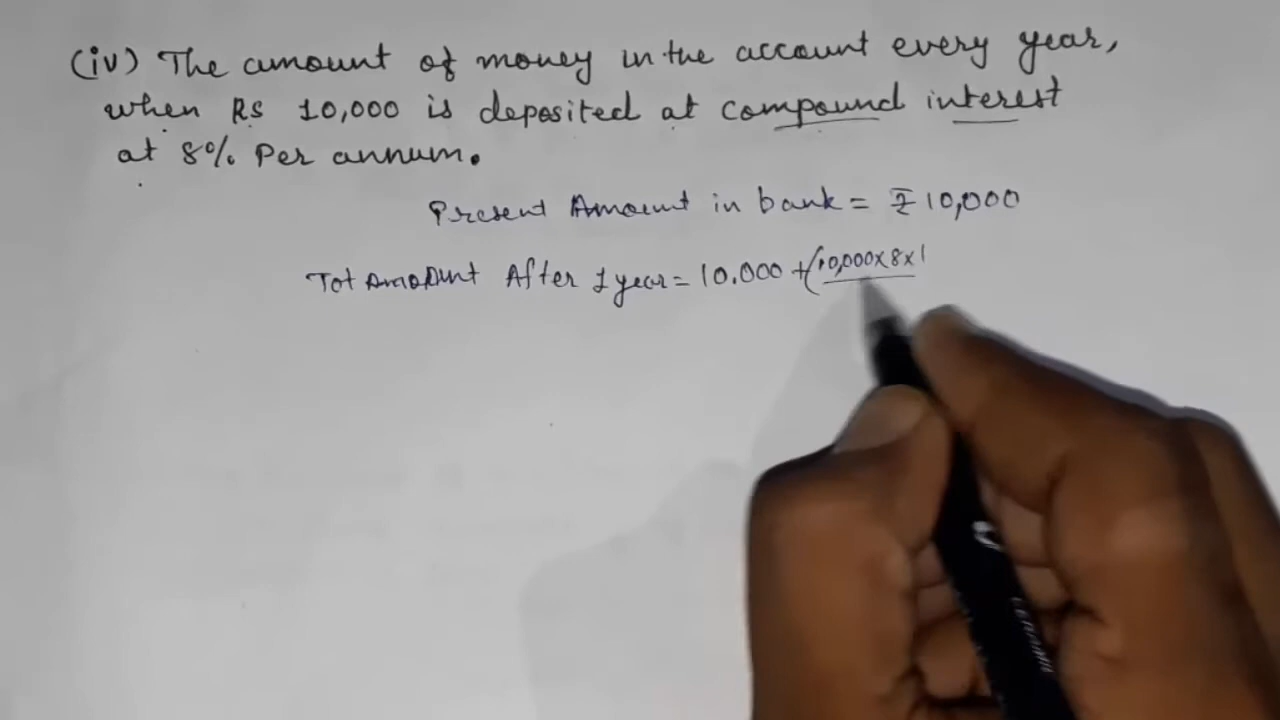 (iv) The amount of money in the account every year,
when Rs 10,000 is deposited at compound interest
at 8% Per annum.
Present Amount in bank = ₹ 10,000
Tot Amount After 1 year = 10.000 + (10,000x8x1